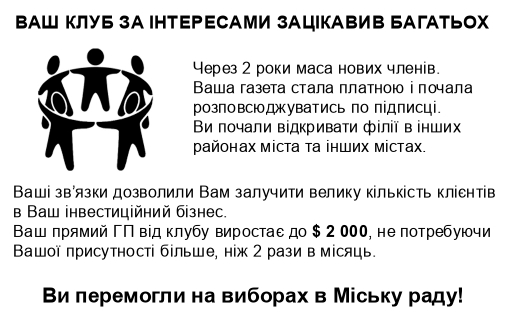 ВАШ КЛУБ ЗА ІНТЕРЕСАМИ ЗАЦІКАВИВ БАГАТЬОХ
Через 2 роки маса нових членів.
Ваша газета стала платною і почала
розповсюджуватись по підписці.
Ви почали відкривати філії в інших
районах міста та інших містах.
Ваші зв’язки дозволили Вам залучити велику кількість клієнтів
в Ваш інвестиційний бізнес.
Ваш прямий ГП від клубу виростає до $ 2 000, не потребуючи
Вашої присутності більше, ніж 2 рази в місяць.
Ви перемогли на виборах в Міську раду!